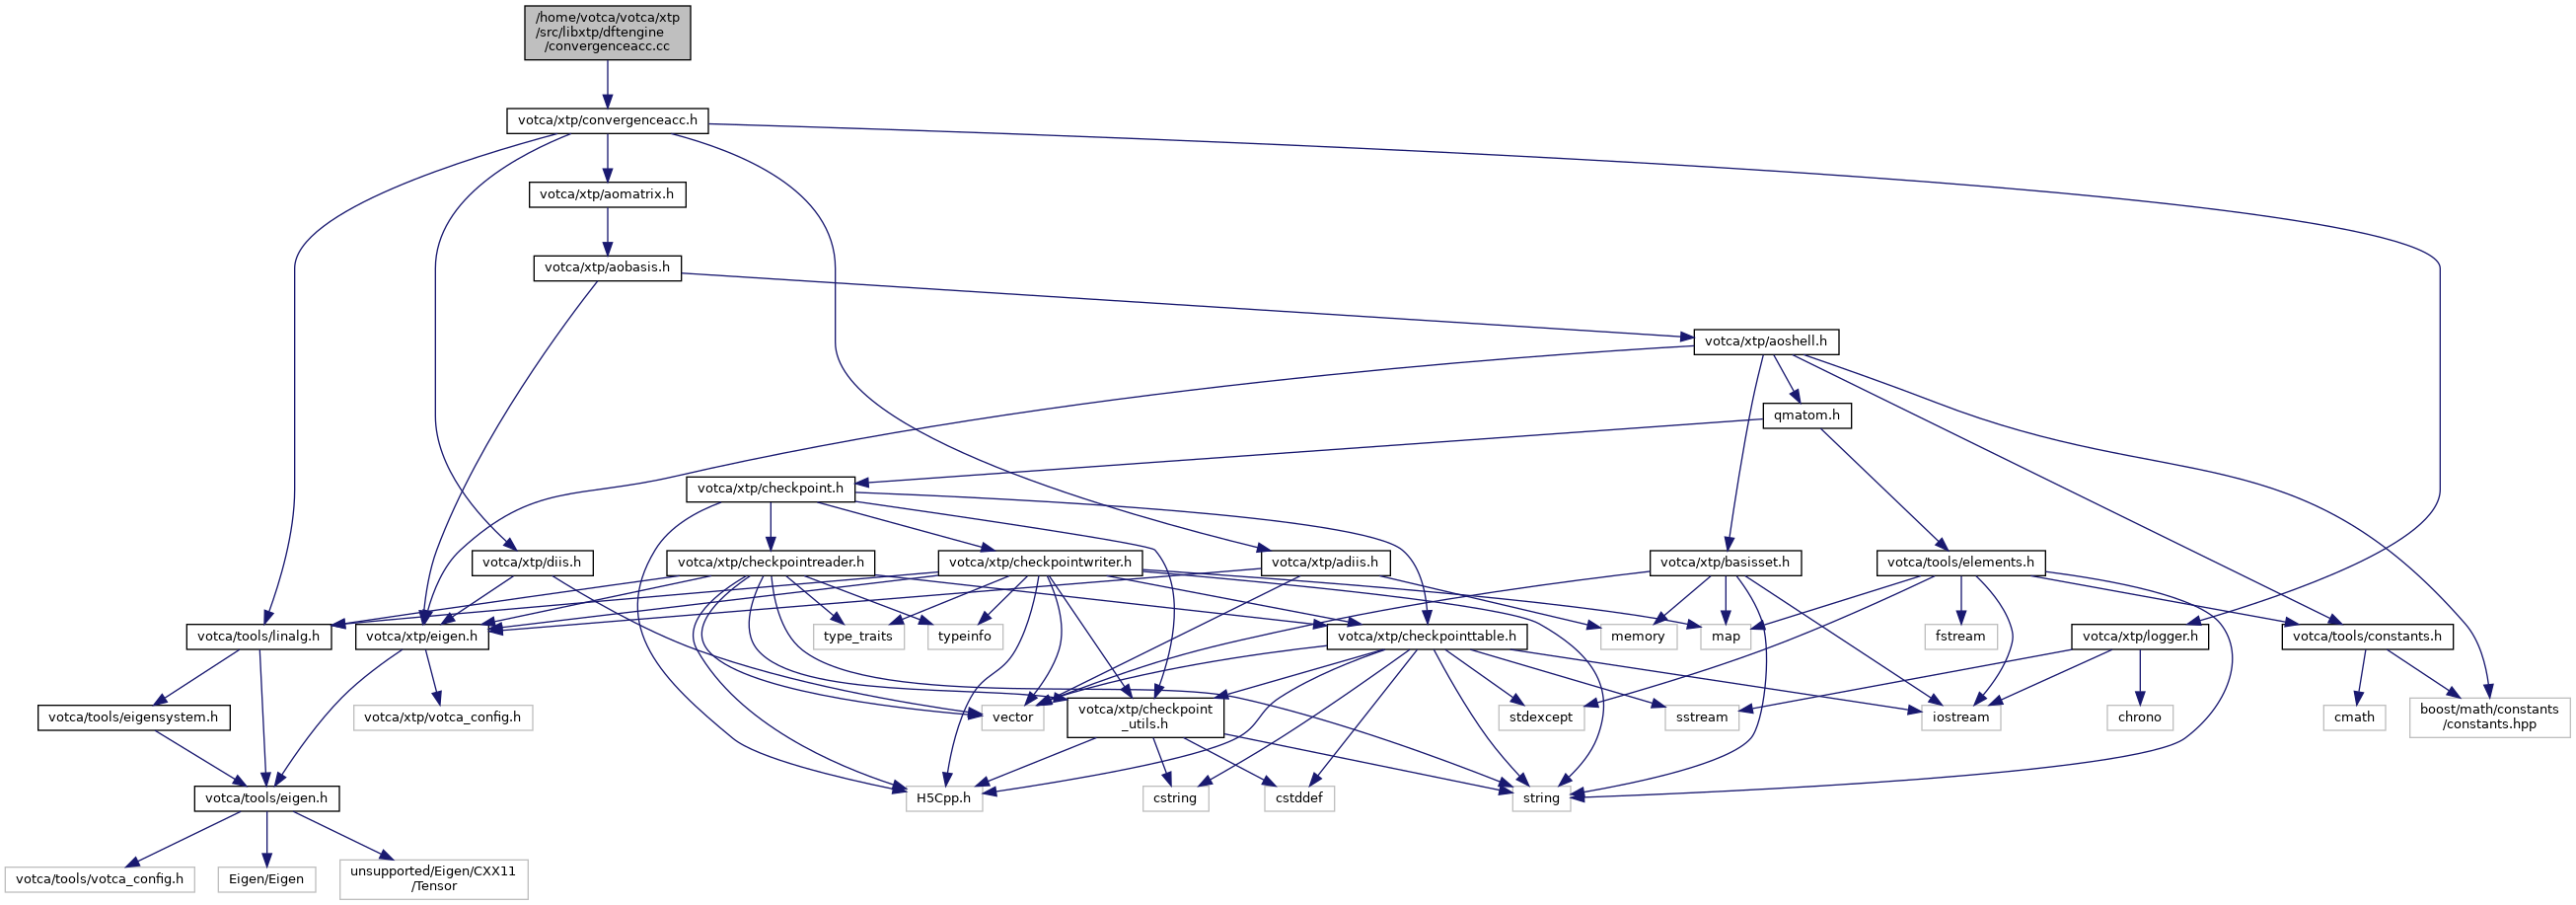 /home/votca/votca/xtp
/src/libxtp/dftengine
/convergenceacc.cc
votca/xtp/convergenceacc.h
votca/xtp/aomatrix.h
votca/xtp/aobasis.h
votca/xtp/aoshell.h
qmatom.h
votca/xtp/checkpoint.h
votca/xtp/diis.h
votca/xtp/checkpointreader.h
votca/xtp/checkpointwriter.h
votca/xtp/adiis.h
votca/xtp/basisset.h
votca/tools/elements.h
votca/tools/linalg.h
votca/xtp/eigen.h
type_traits
typeinfo
votca/xtp/checkpointtable.h
memory
map
fstream
votca/xtp/logger.h
votca/tools/constants.h
votca/tools/eigensystem.h
votca/xtp/votca_config.h
vector
votca/xtp/checkpoint
_utils.h
stdexcept
sstream
iostream
chrono
cmath
boost/math/constants
/constants.hpp
votca/tools/eigen.h
H5Cpp.h
cstring
cstddef
string
votca/tools/votca_config.h
Eigen/Eigen
unsupported/Eigen/CXX11
/Tensor